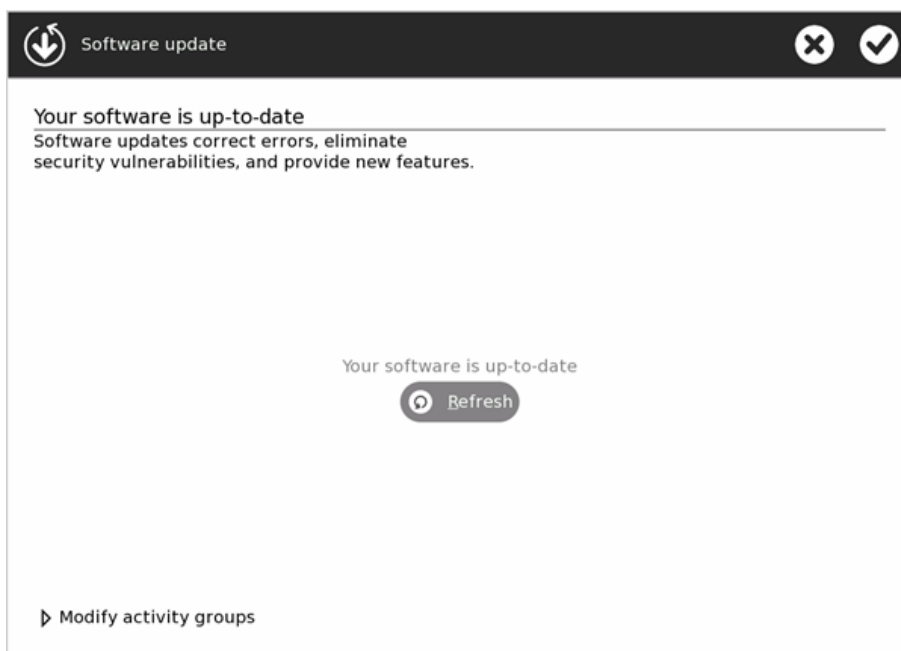 Software update
Your software is up-to-date
Software updates correct errors, eliminate
security vulnerabilities, and provide new features.
Your software is up-to-date
Refresh
Modify activity groups